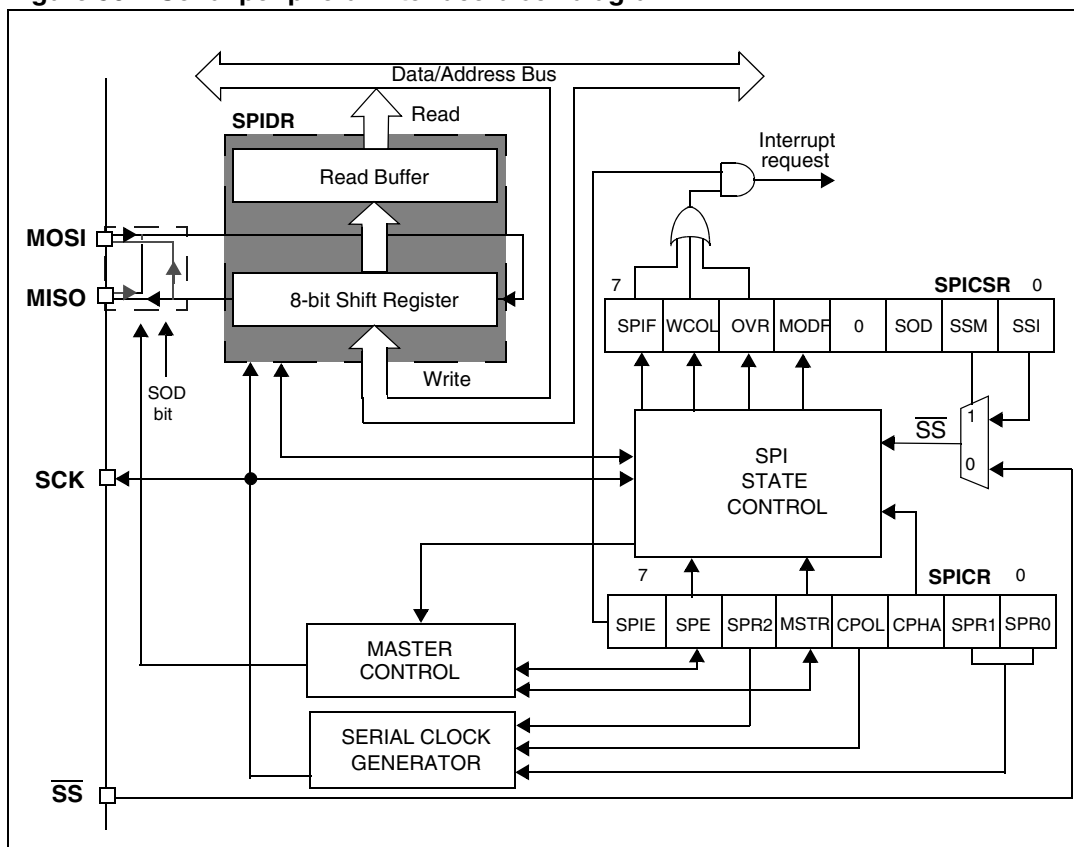 Data/Address Bus
SPIDR
Read
Interrupt
request
Read Buffer
MOSI
MISO
8-bit Shift Register
7
SPICSR
0
SPIF
WCOL
OVR
MODF
0
SOD
SSM
SSI
Write
SOD
bit
1
SS
0
SCK
SPI
STATE
CONTROL
7
SPICR
0
SPIE
SPE
SPR2
MSTR
CPOL
CPHA
SPR1
SPR0
MASTER
CONTROL
SERIAL CLOCK
GENERATOR
SS